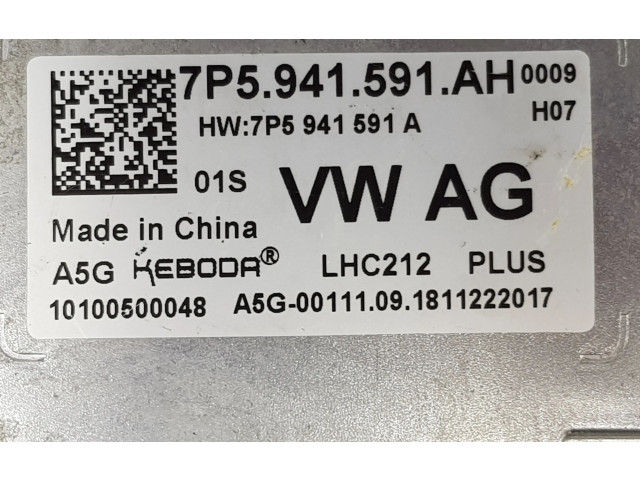 7P5.941.591.AH 0009
HW:7P5 941 591 A H07
01S VW AG
Made in China
A5G KEBODA® LHC212 PLUS
10100500048 A5G-00111.09.1811222017